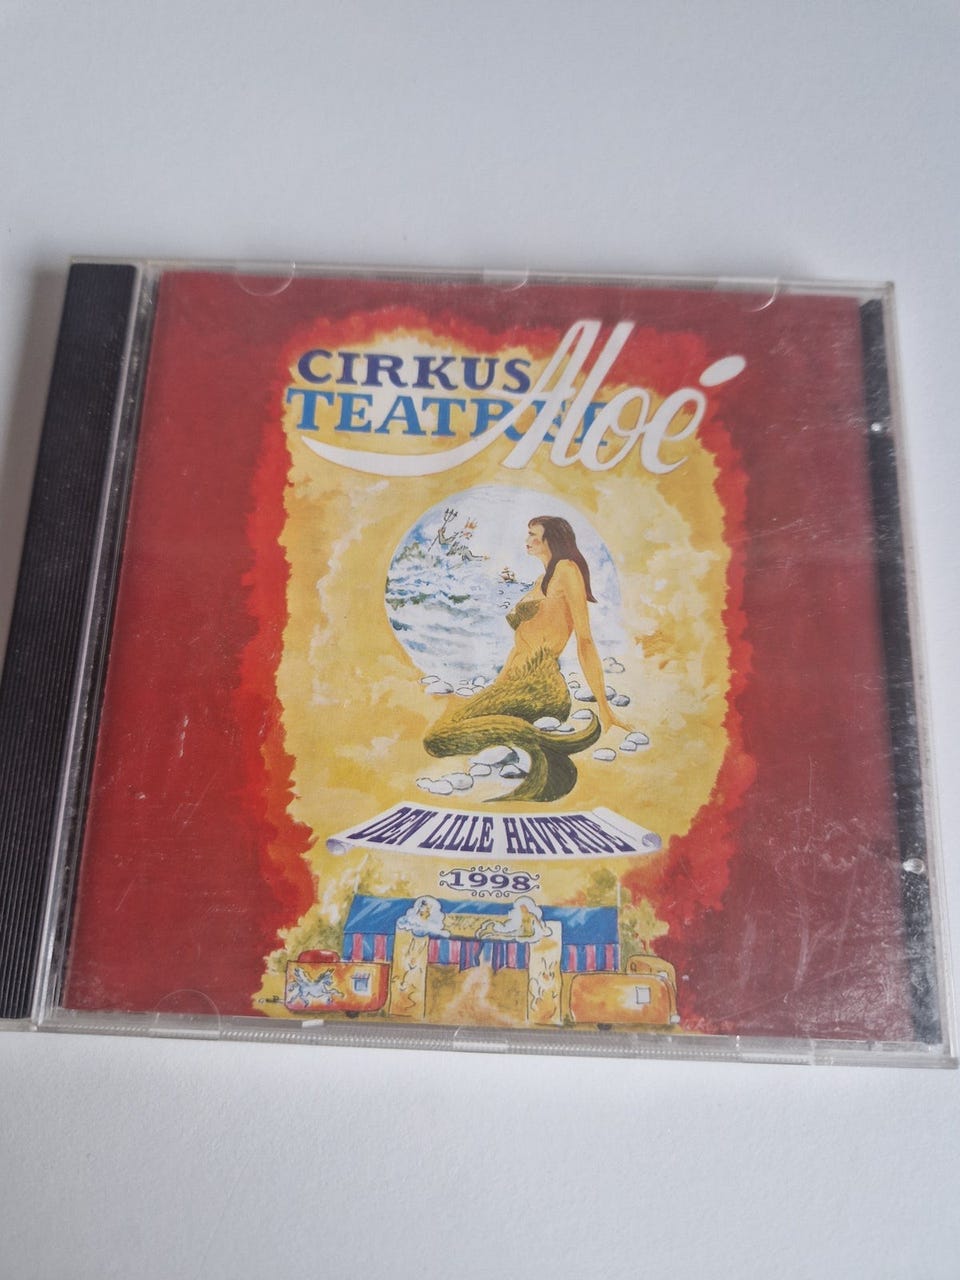 CIRKUS
TEATRET Aloé
DEN LILLE HAVFRUE
1998